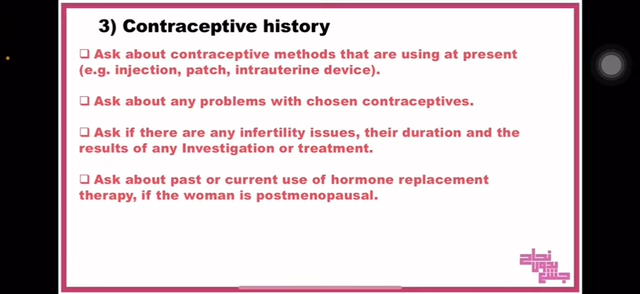 3) Contraceptive history
❑ Ask about contraceptive methods that are using at present
(e.g. injection, patch, intrauterine device).
❑ Ask about any problems with chosen contraceptives.
❑ Ask if there are any infertility issues, their duration and the
results of any Investigation or treatment.
❑ Ask about past or current use of hormone replacement
therapy, if the woman is postmenopausal.